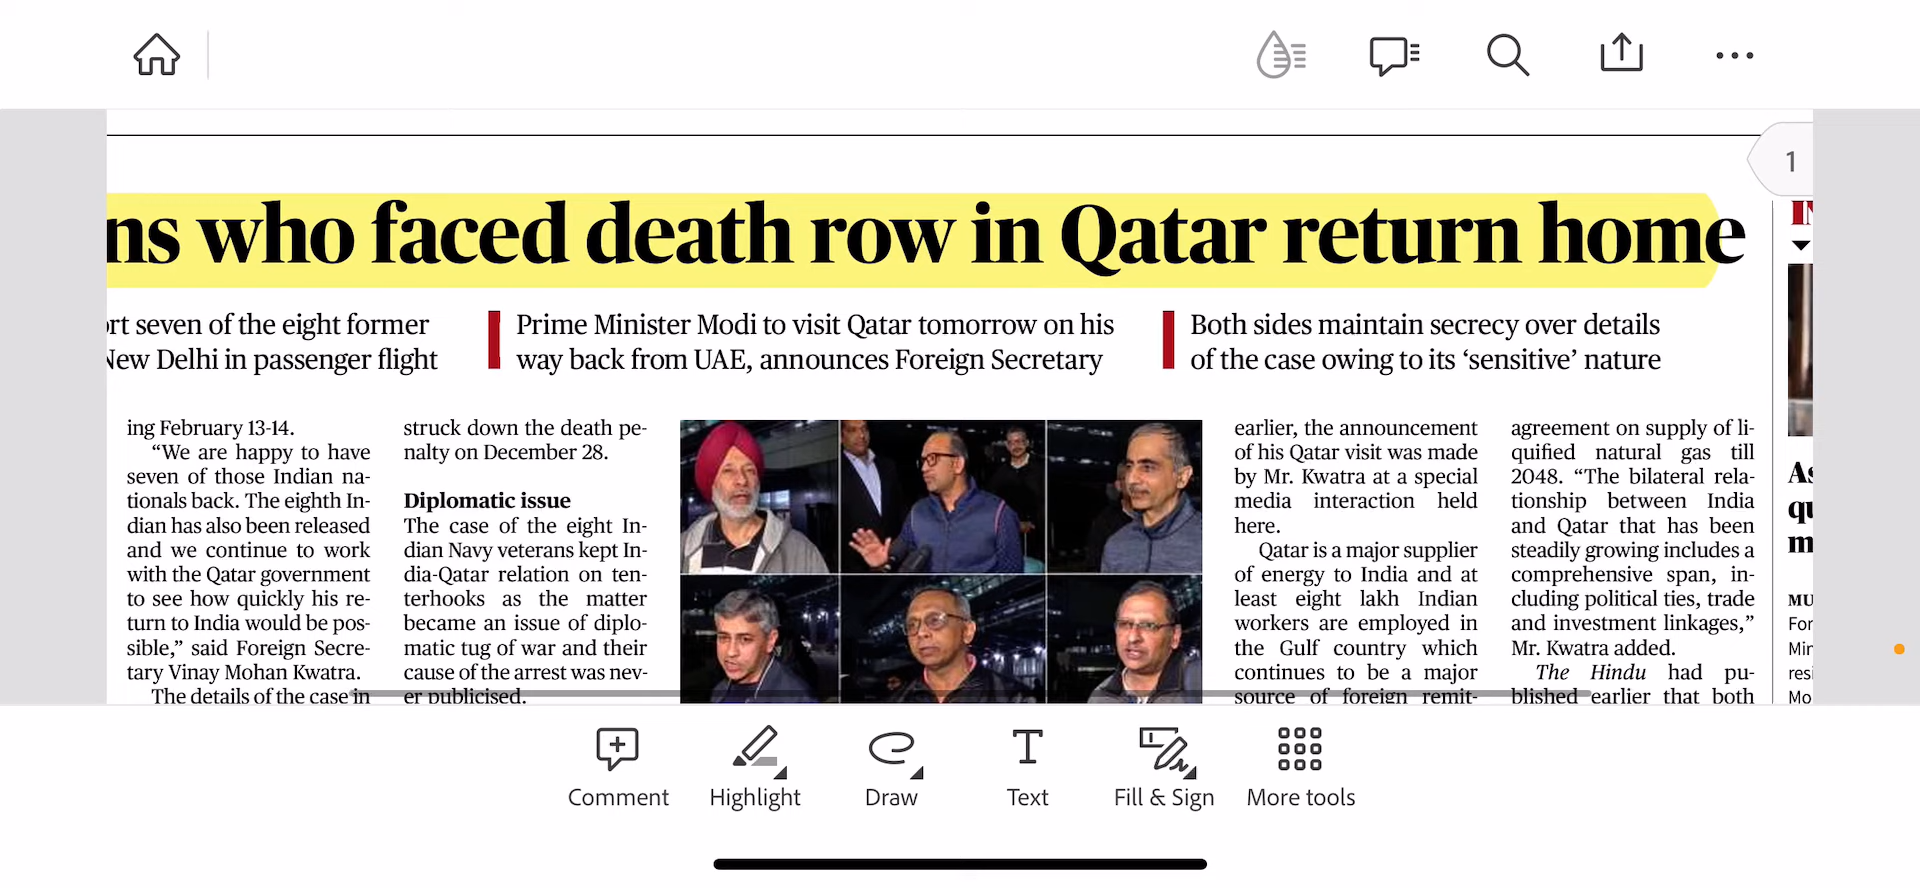 1
ns who faced death row in Qatar return home
rt seven of the eight former
New Delhi in passenger flight
Prime Minister Modi to visit Qatar tomorrow on his
way back from UAE, announces Foreign Secretary
Both sides maintain secrecy over details
of the case owing to its ‘sensitive’ nature
ing February 13-14.
“We are happy to have
seven of those Indian na-
tionals back. The eighth In-
dian has also been released
and we continue to work
with the Qatar government
to see how quickly his re-
turn to India would be pos-
sible,” said Foreign Secre-
tary Vinay Mohan Kwatra.
The details of the case in
struck down the death pe-
nalty on December 28.
Diplomatic issue
The case of the eight In-
dian Navy veterans kept In-
dia-Qatar relation on ten-
terhooks as the matter
became an issue of diplo-
matic tug of war and their
cause of the arrest was nev-
er publicised.
earlier, the announcement
of his Qatar visit was made
by Mr. Kwatra at a special
media interaction held
here.
Qatar is a major supplier
of energy to India and at
least eight lakh Indian
workers are employed in
the Gulf country which
continues to be a major
source of foreign remit-
agreement on supply of li-
quified natural gas till
2048. “The bilateral rela-
tionship between India
and Qatar that has been
steadily growing includes a
comprehensive span, in-
cluding political ties, trade
and investment linkages,”
Mr. Kwatra added.
The Hindu had pu-
blished earlier that both
IN
As
qu
m
MU
For
Min
resi
Mo
Comment
Highlight
Draw
Text
Fill & Sign
More tools